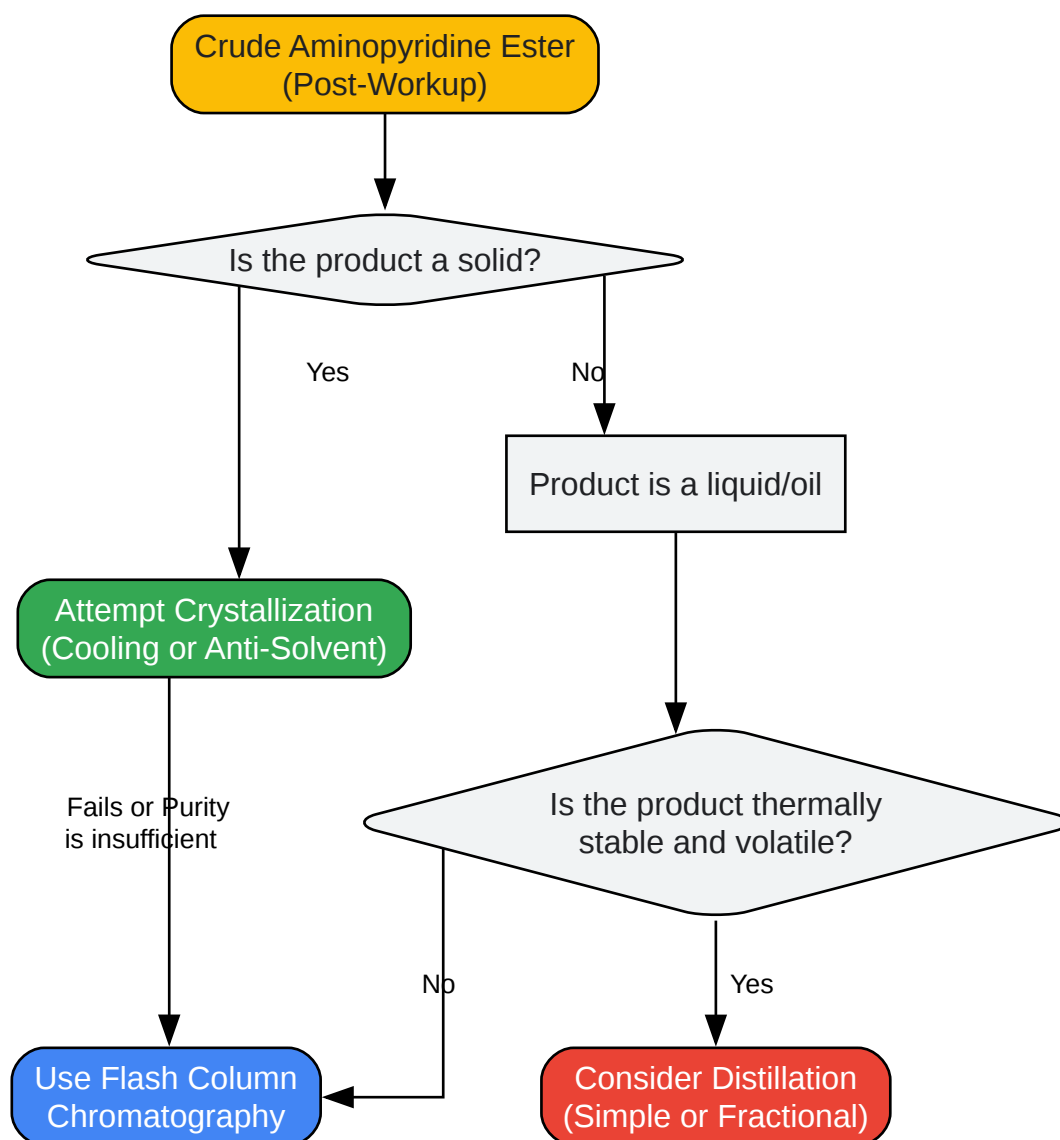 Crude Aminopyridine Ester
(Post-Workup)
Is the product a solid?
Yes
No
Product is a liquid/oil
Attempt Crystallization
(Cooling or Anti-Solvent)
Fails or Purity
is insufficient
Is the product thermally
stable and volatile?
No
Yes
Use Flash Column
Chromatography
Consider Distillation
(Simple or Fractional)